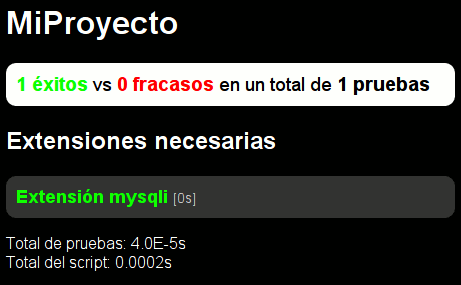 MiProyecto
1 éxitos vs 0 fracasos en un total de 1 pruebas
Extensiones necesarias
Extensión mysqli [0s]
Total de pruebas: 4.0E-5s
Total del script: 0.0002s